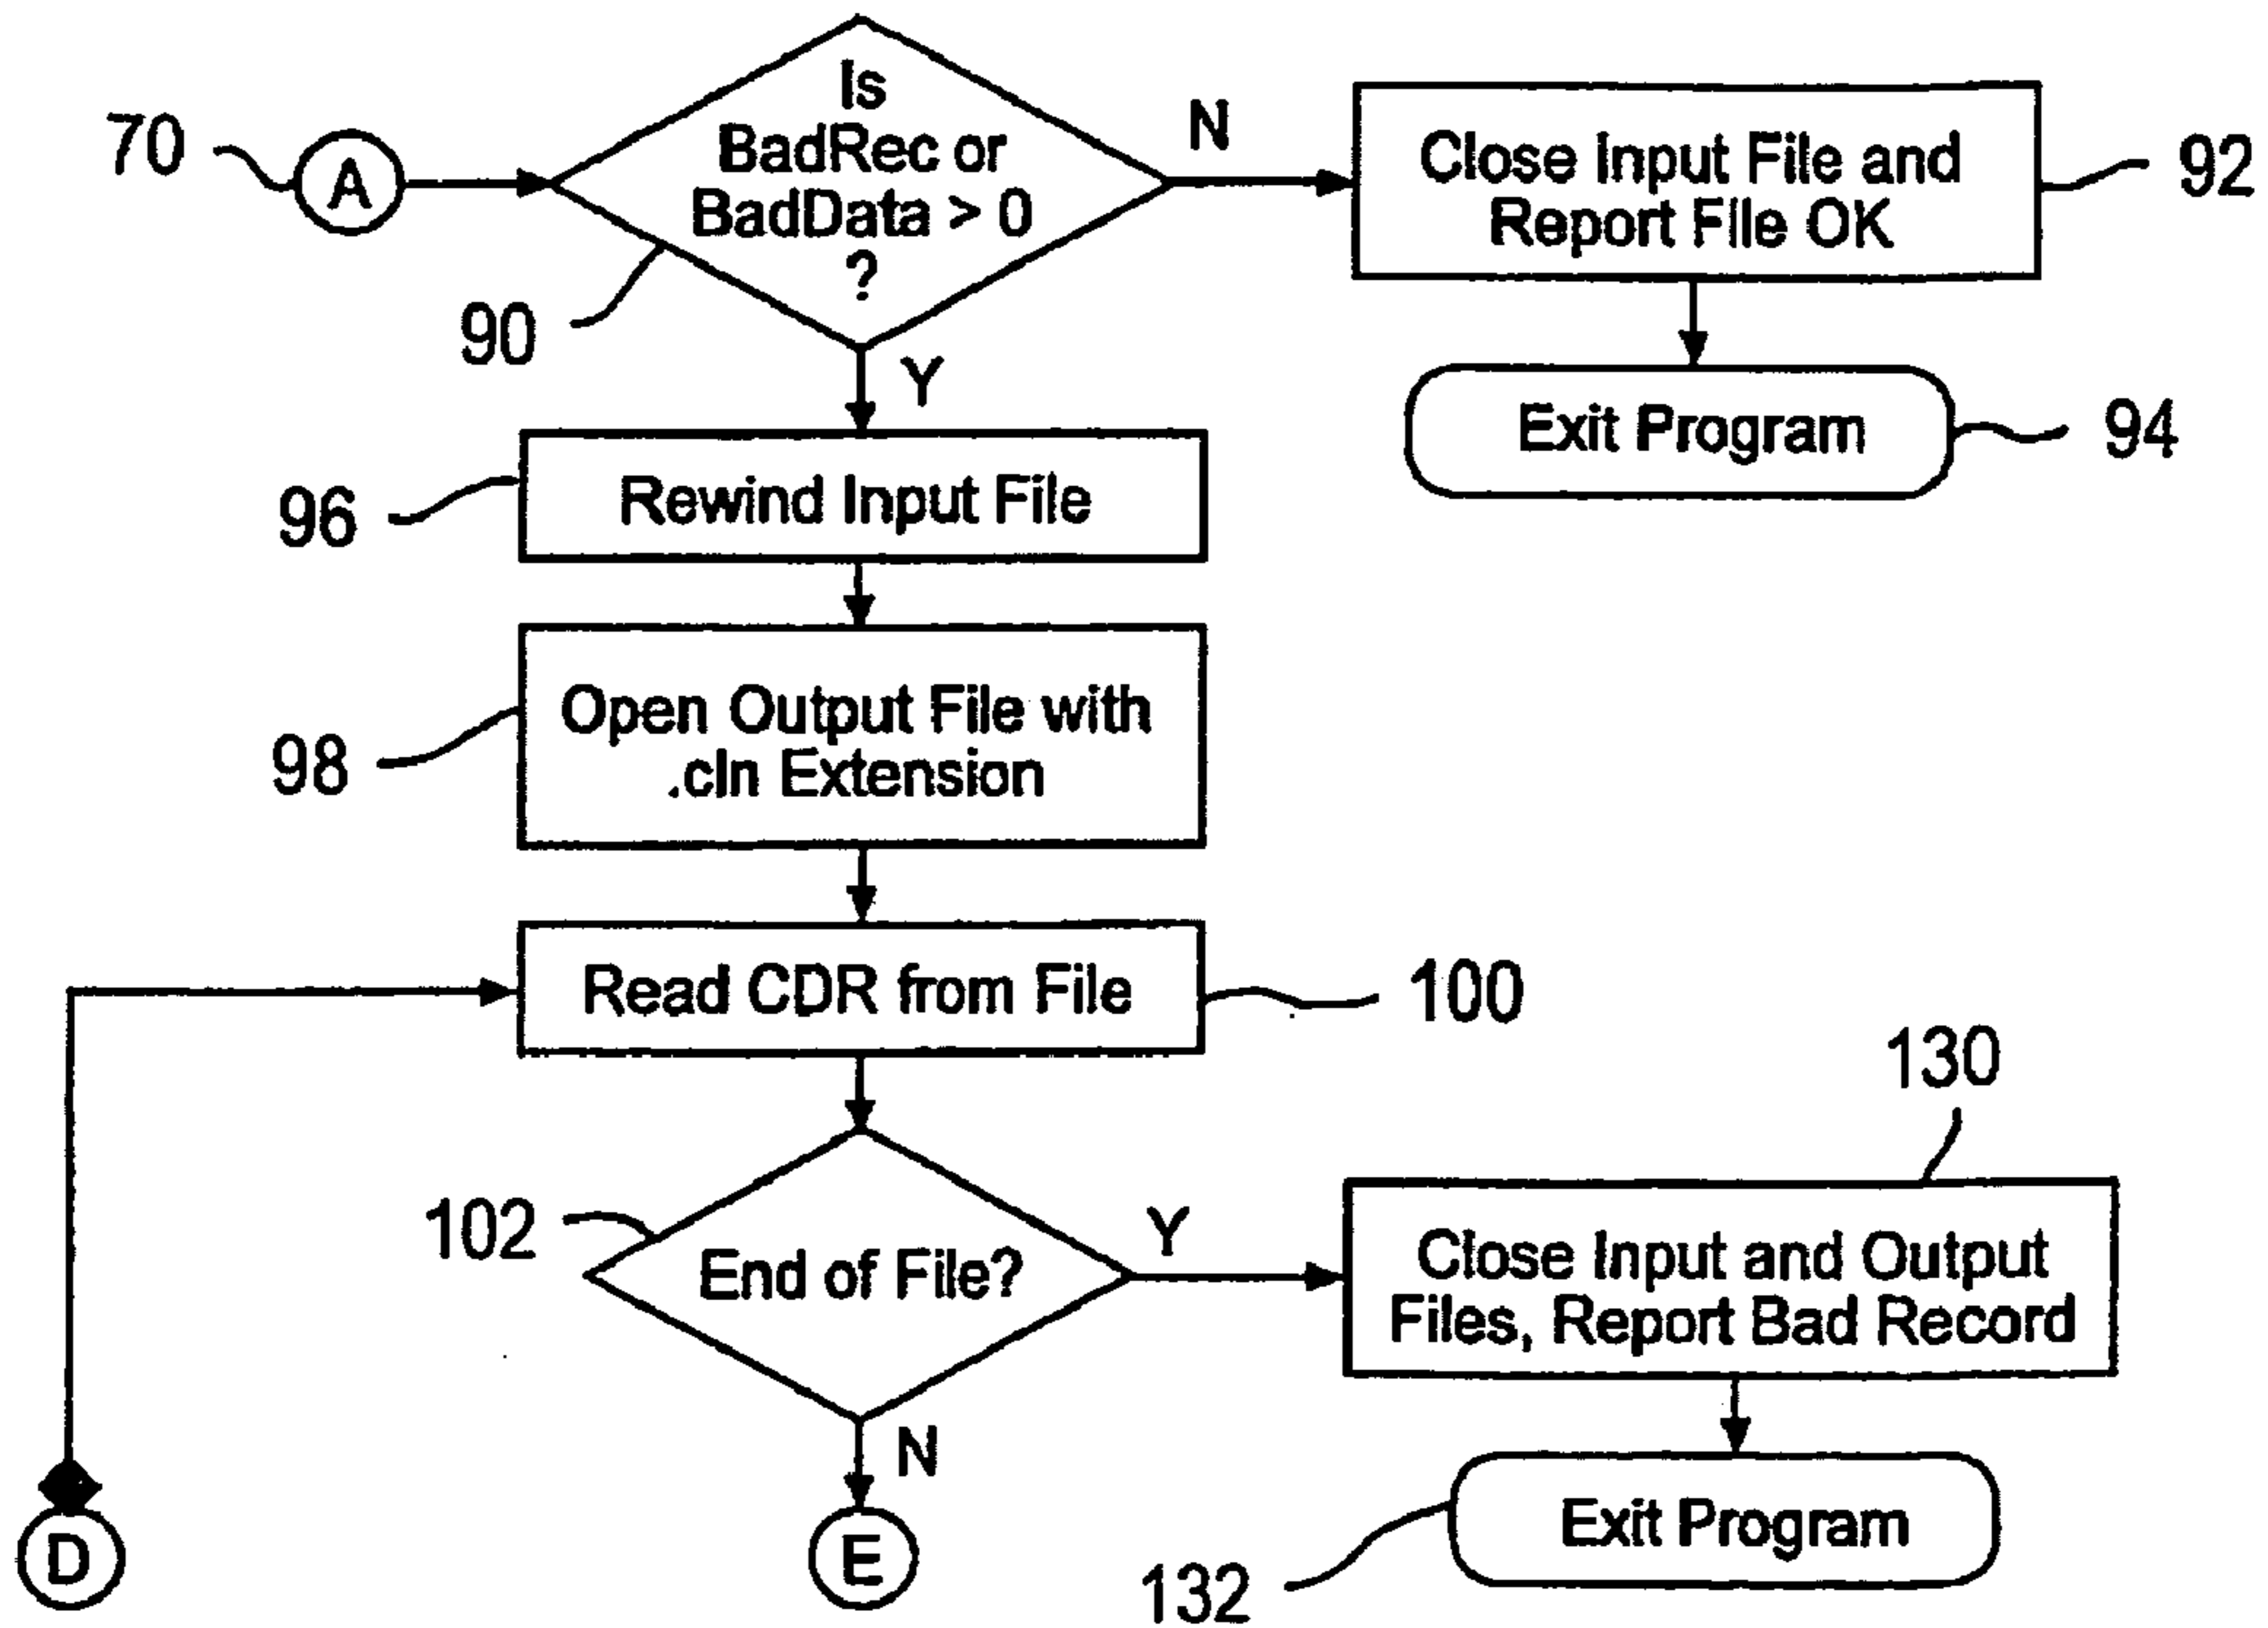 Is
BadRec or
BadData > 0
?
N
Close Input File and
Report File OK
92
70
A
90
Y
Exit Program
94
96
Rewind Input File
98
Open Output File with
.cln Extension
Read CDR from File
100
130
102
End of File?
Y
Close Input and Output
Files, Report Bad Record
N
D
E
Exit Program
132